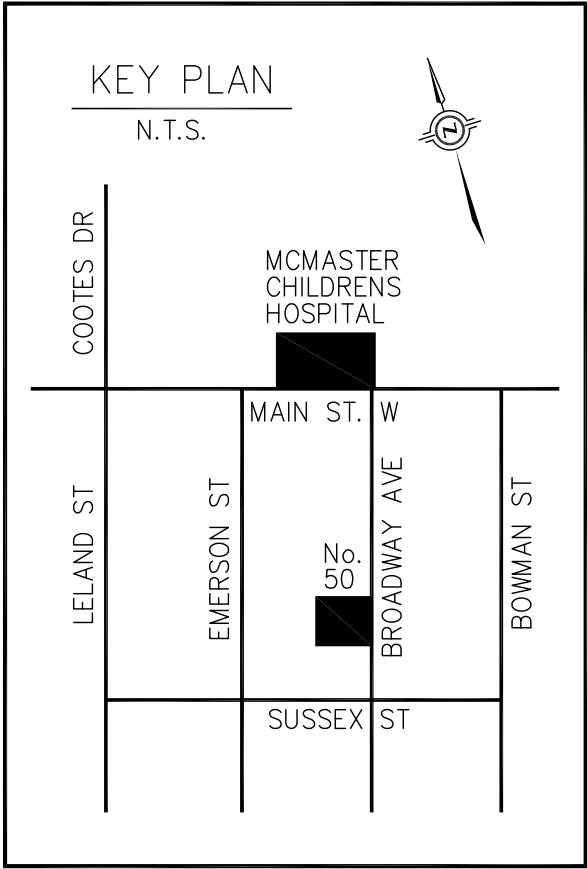 KEY PLAN
N.T.S.
N
COOTES DR
MCMASTER
CHILDRENS
HOSPITAL
MAIN ST. W
LELAND ST
EMERSON ST
No.
50
BROADWAY AVE
BOWMAN ST
SUSSEX ST